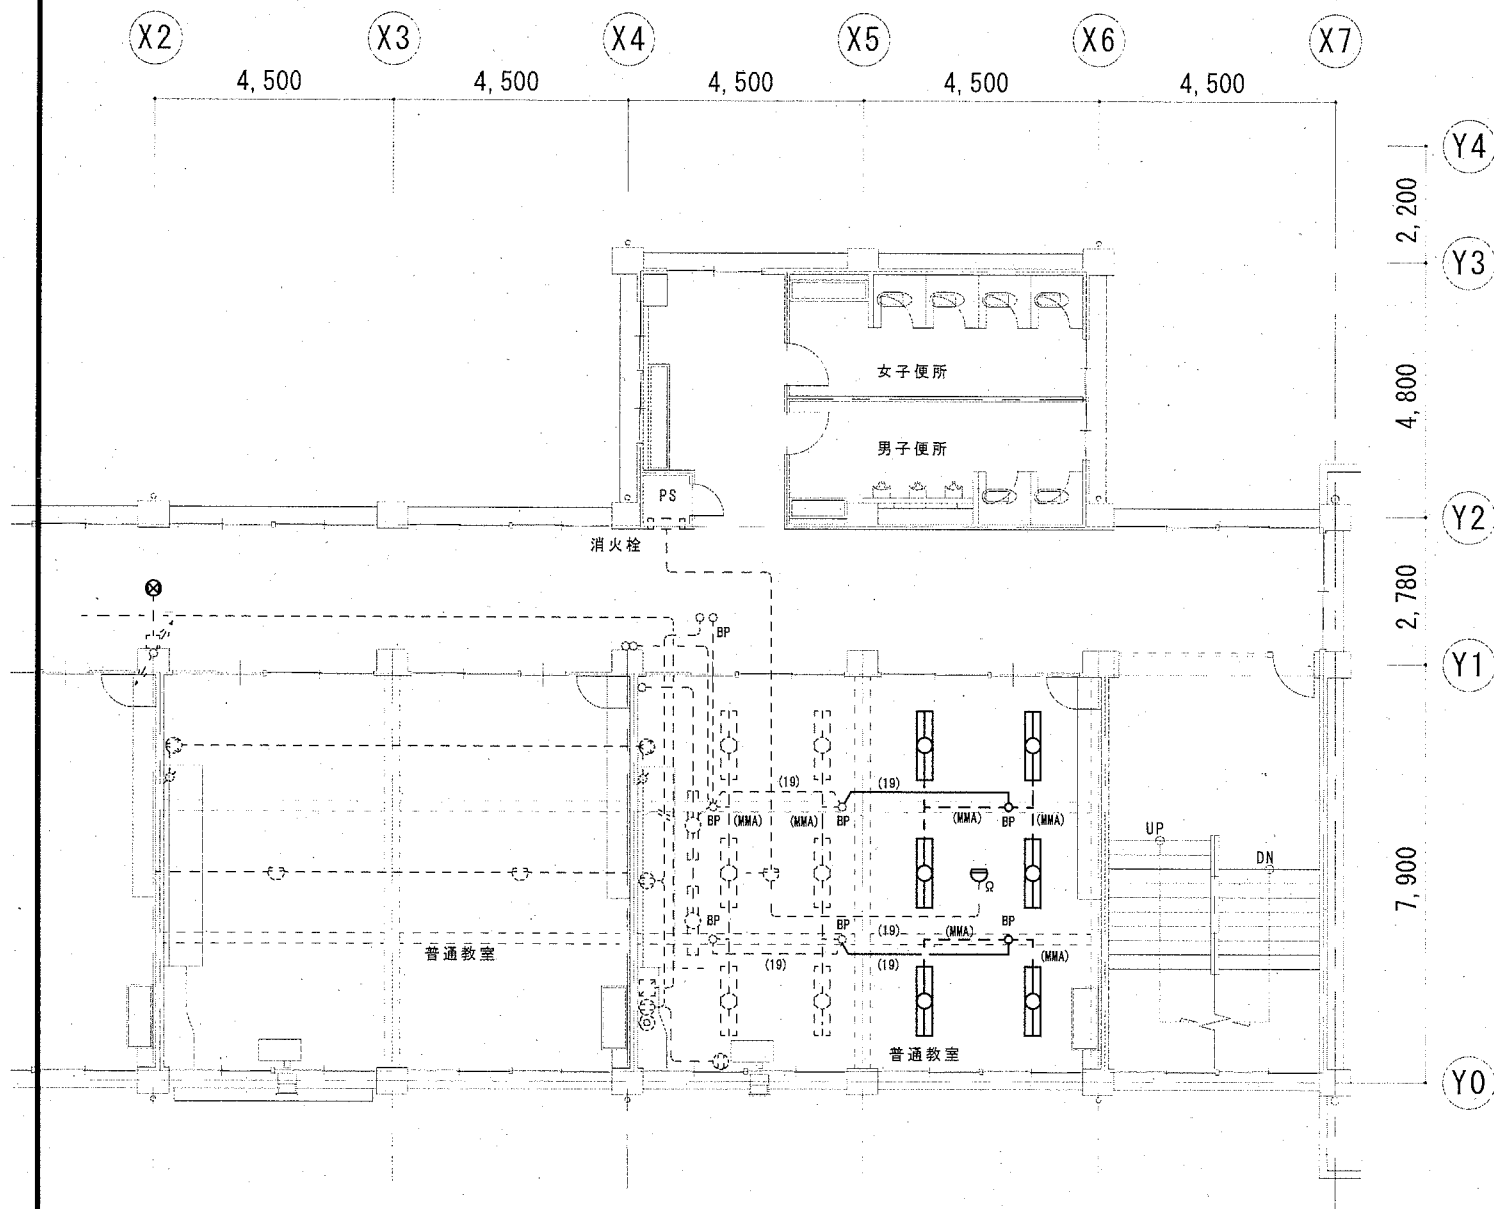 X2 X3 X4 X5 X6 X7
4,500 4,500 4,500 4,500 4,500
Y4
2,200
Y3
女子便所
4,800
男子便所
PS
Y2
消火栓
2,780
BP
Y1
(19) (19)
BP (MMA) (MMA) BP (MMA) BP (MMA)
UP
DN
7,900
Ω
BP BP BP
(19) (MMA)
普通教室
(19) (19) (MMA)
普通教室
Y0